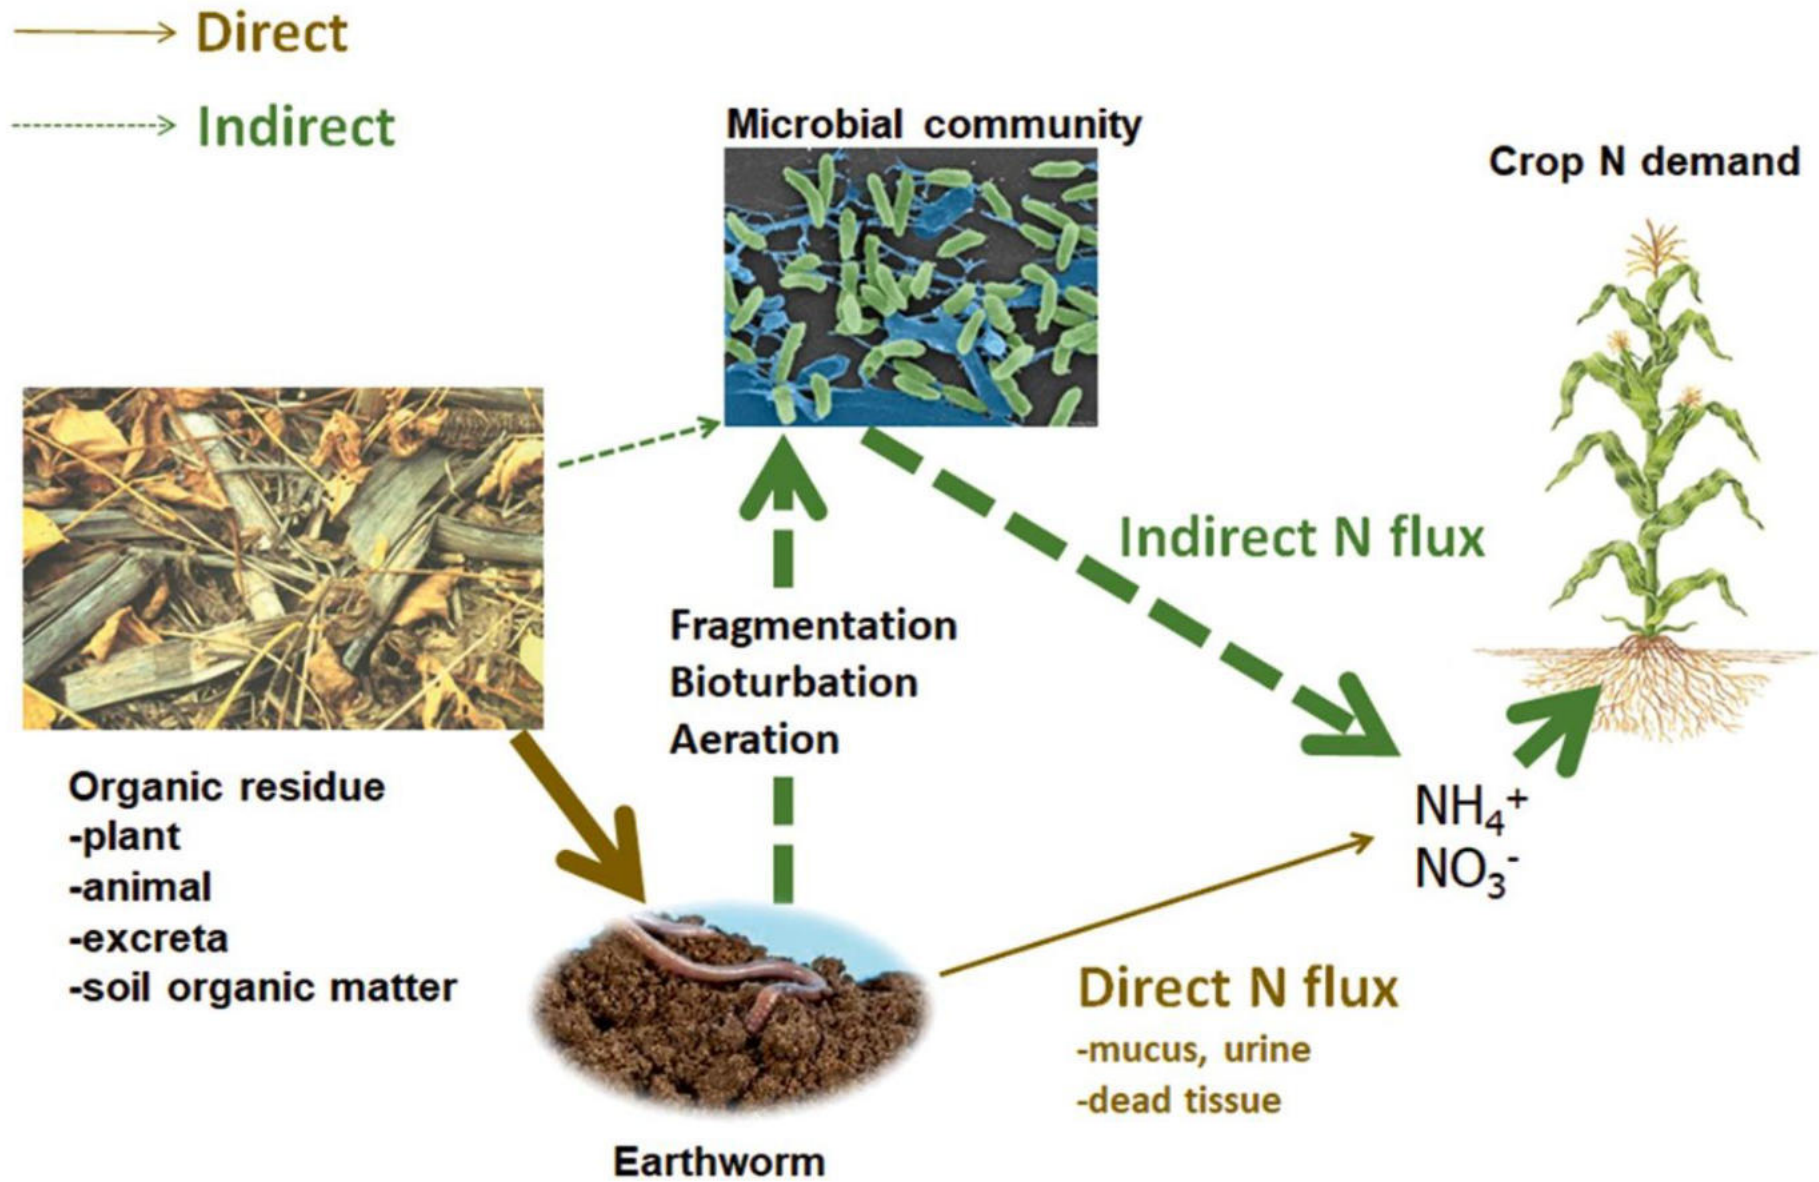 Direct
Indirect
Microbial community
Crop N demand
Indirect N flux
Fragmentation
Bioturbation
Aeration
Organic residue
-plant
-animal
-excreta
-soil organic matter
NH₄⁺
NO₃⁻
Direct N flux
-mucus, urine
-dead tissue
Earthworm